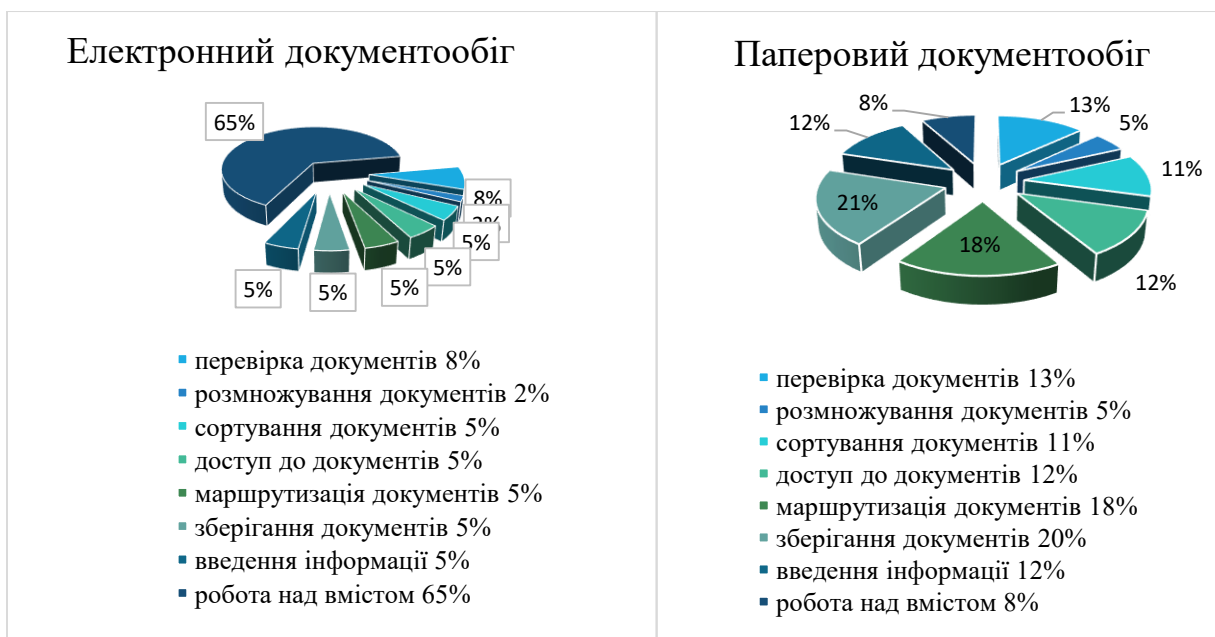 Електронний документообіг
65%
8%
2%
5%
5%
5%
5%
5%
перевірка документів 8%
розмножування документів 2%
сортування документів 5%
доступ до документів 5%
маршрутизація документів 5%
зберігання документів 5%
введення інформації 5%
робота над вмістом 65%
Паперовий документообіг
8%
13%
12%
5%
11%
21%
18%
12%
перевірка документів 13%
розмножування документів 5%
сортування документів 11%
доступ до документів 12%
маршрутизація документів 18%
зберігання документів 20%
введення інформації 12%
робота над вмістом 8%